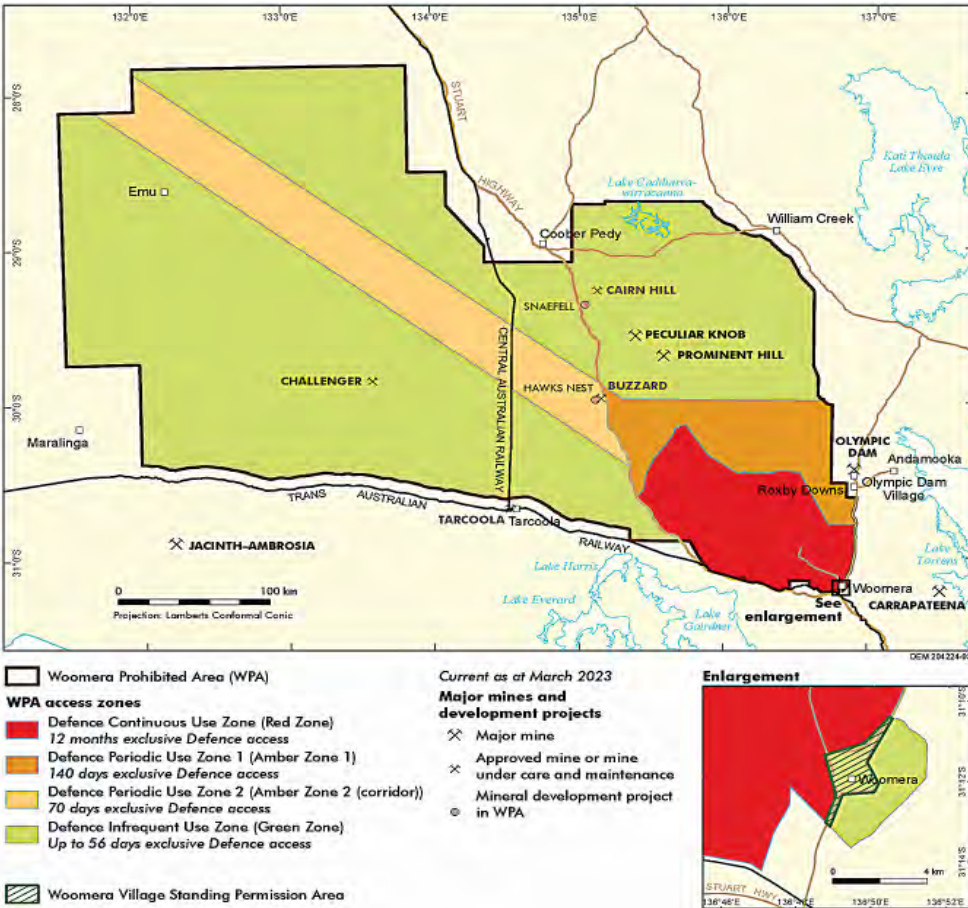 132°0'E
133°0'E
134°0'E
135°0'E
136°0'E
137°0'E
28°0'S
29°0'S
30°0'S
31°0'S
STUART
HIGHWAY
Kati Thanda
Lake Eyre
Emu
Lake Cadibarra-
wirracanna
William Creek
Coober Pedy
CAIRN HILL
SNAEFELL
PECULIAR KNOB
PROMINENT HILL
CENTRAL AUSTRALIAN RAILWAY
CHALLENGER
HAWKS NEST
BUZZARD
Maralinga
OLYMPIC
DAM
Andamooka
Roxby Downs
Olympic Dam
Village
TRANS AUSTRALIAN
RAILWAY
TARCOOLA
Tarcoola
JACINTH–AMBROSIA
Lake Harris
Lake
Torrens
Lake Everard
Lake
Gairdner
Woomera
See
enlargement
CARRAPATEENA
0 100 km
Projection: Lamberts Conformal Conic
Woomera Prohibited Area (WPA)
WPA access zones
Defence Continuous Use Zone (Red Zone)
12 months exclusive Defence access
Defence Periodic Use Zone 1 (Amber Zone 1)
140 days exclusive Defence access
Defence Periodic Use Zone 2 (Amber Zone 2 (corridor))
70 days exclusive Defence access
Defence Infrequent Use Zone (Green Zone)
Up to 56 days exclusive Defence access
Woomera Village Standing Permission Area
Current as at March 2023
Major mines and
development projects
Major mine
Approved mine or mine
under care and maintenance
Mineral development project
in WPA
Enlargement
31°10'S
31°12'S
31°14'S
Woomera
0 4 km
STUART HWY
136°46'E
136°50'E
136°52'E